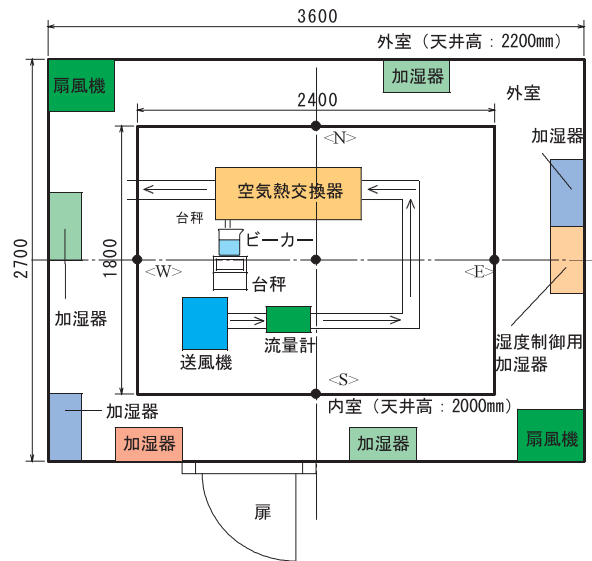 3600
外室（天井高：2200mm）
扇風機
加湿器
外室
2400
加湿器
<N>
空気熱交換器
台秤
ビーカー
2700
1800
<W>
<E>
台秤
加湿器
送風機
流量計
湿度制御用
加湿器
<S>
内室（天井高：2000mm）
加湿器
加湿器
加湿器
扇風機
扉